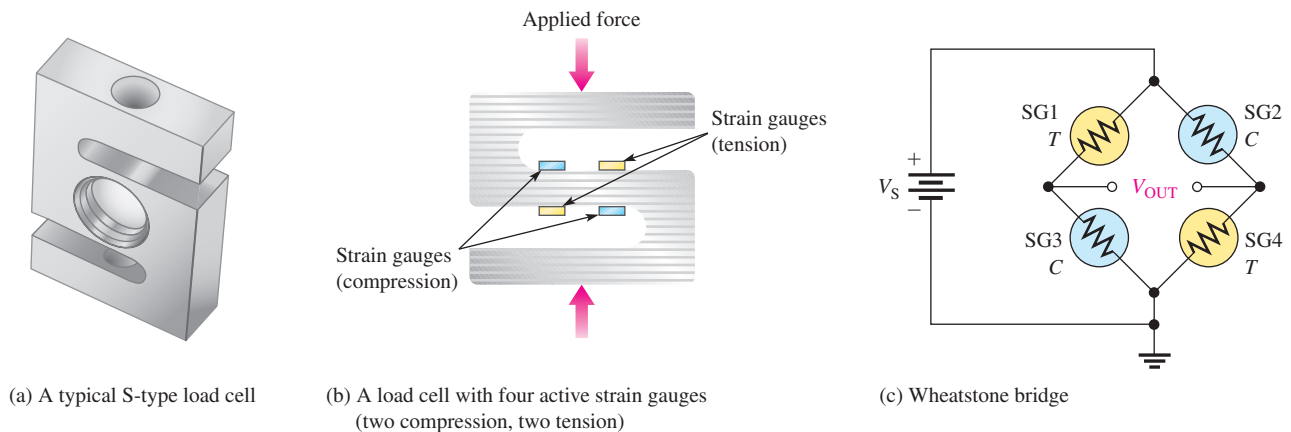 Applied force
Strain gauges
(tension)
Strain gauges
(compression)
SG1
T
SG2
C
+
VS
−
VOUT
SG3
C
SG4
T
(a) A typical S-type load cell
(b) A load cell with four active strain gauges
(two compression, two tension)
(c) Wheatstone bridge